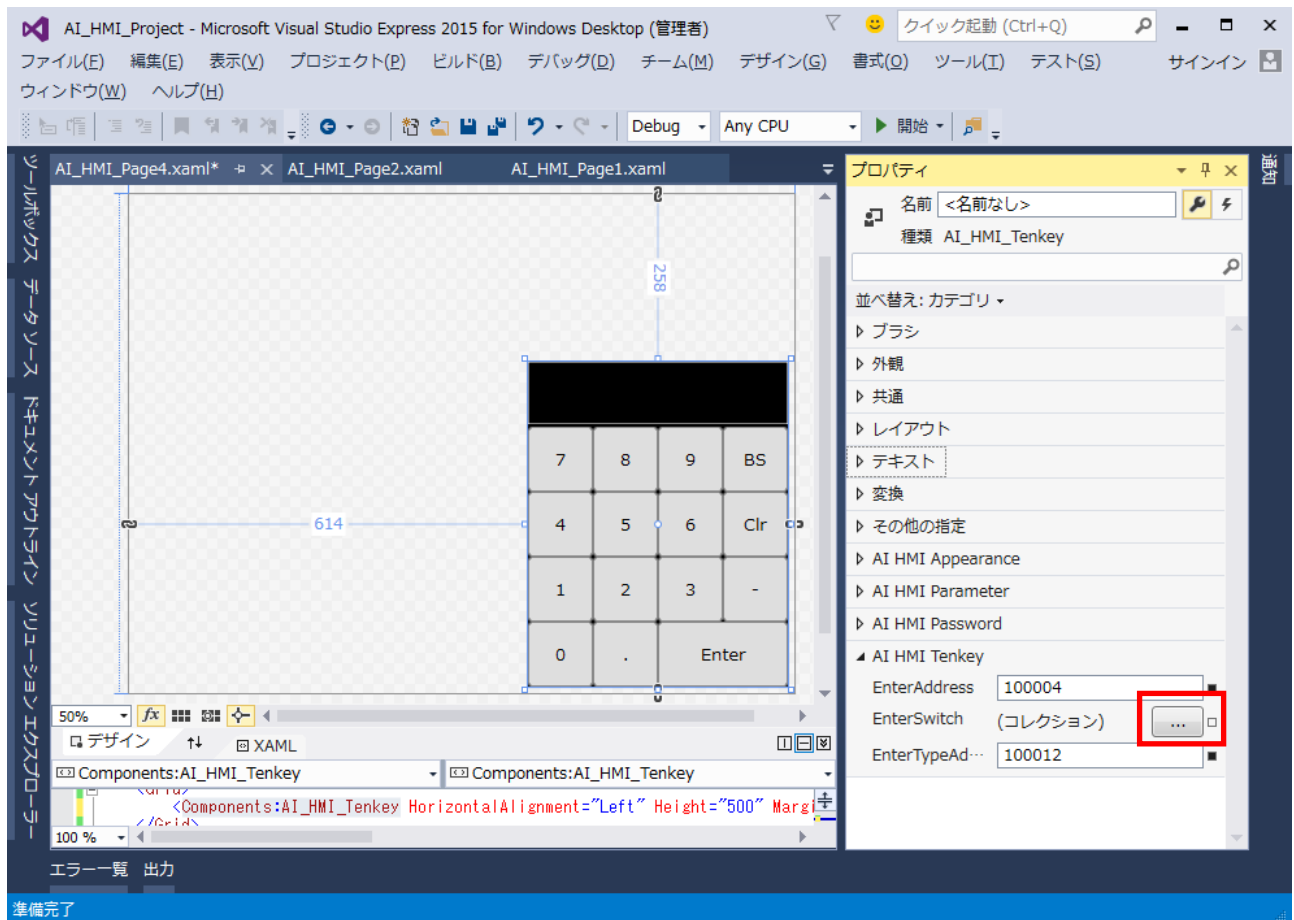 AI_HMI_Project - Microsoft Visual Studio Express 2015 for Windows Desktop (管理者)
クイック起動 (Ctrl+Q)
ファイル(F) 編集(E) 表示(V) プロジェクト(P) ビルド(B) デバッグ(D) チーム(M) デザイン(G) 書式(O) ツール(T) テスト(S) サインイン
ウィンドウ(W) ヘルプ(H)
Debug Any CPU 開始
ツールボックス
データ ソース
ドキュメント アウトライン
ソリューション エクスプローラー
AI_HMI_Page4.xaml* AI_HMI_Page2.xaml AI_HMI_Page1.xaml
258
614
7 8 9 BS
4 5 6 Clr
1 2 3 -
0 . Enter
50% fx
デザイン XAML
Components:AI_HMI_Tenkey Components:AI_HMI_Tenkey
<Grid>
<Components:AI_HMI_Tenkey HorizontalAlignment="Left" Height="500" Margi
</Grid>
100 %
プロパティ
名前 <名前なし>
種類 AI_HMI_Tenkey
並べ替え: カテゴリ
ブラシ
外観
共通
レイアウト
テキスト
変換
その他の指定
AI HMI Appearance
AI HMI Parameter
AI HMI Password
AI HMI Tenkey
EnterAddress 100004
EnterSwitch (コレクション) ...
EnterTypeAd… 100012
通知
エラー一覧 出力
準備完了